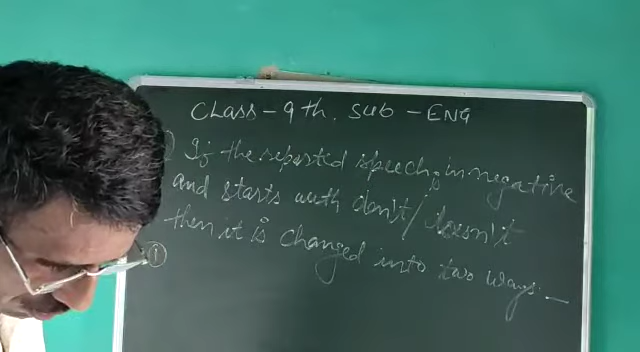 Class - 9th. Sub - ENG
) If the reported speech is in negative
and starts with don't / doesn't
then it is changed into two ways: —
①